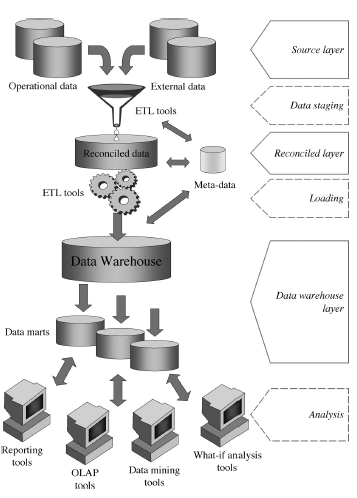 Source layer
Operational data
External data
ETL tools
Data staging
Reconciled data
Reconciled layer
ETL tools
Meta-data
Loading
Data Warehouse
Data warehouse
layer
Data marts
Analysis
Reporting
tools
OLAP
tools
Data mining
tools
What-if analysis
tools